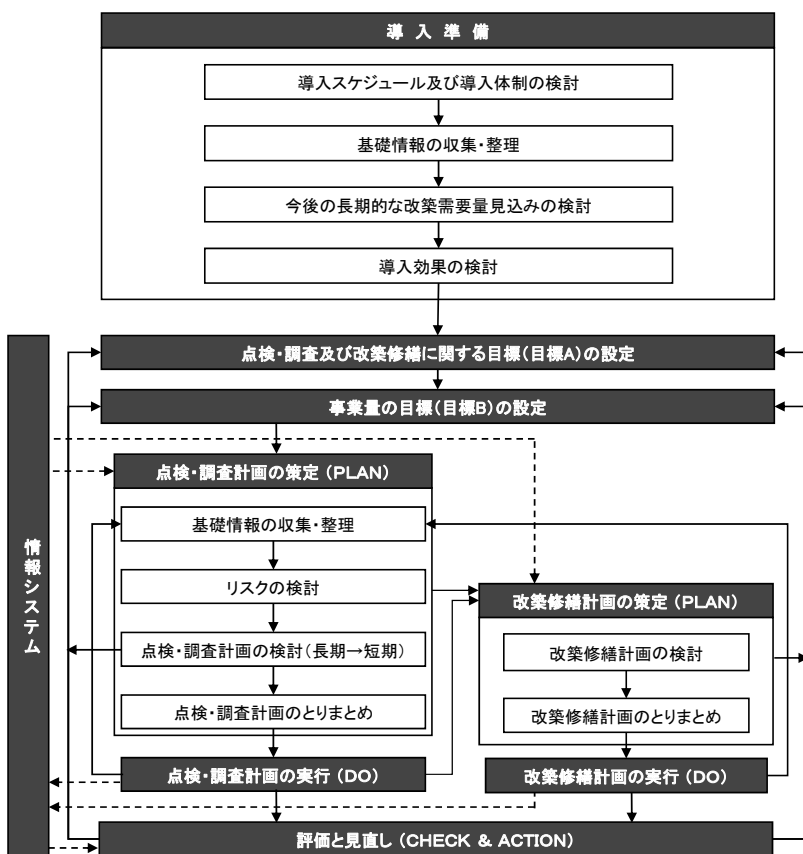 導 入 準 備
導入スケジュール及び導入体制の検討
基礎情報の収集・整理
今後の長期的な改築需要量見込みの検討
導入効果の検討
点検・調査及び改築修繕に関する目標(目標A)の設定
事業量の目標(目標B)の設定
情報システム
点検・調査計画の策定 (PLAN)
基礎情報の収集・整理
リスクの検討
点検・調査計画の検討(長期→短期)
点検・調査計画のとりまとめ
点検・調査計画の実行 (DO)
改築修繕計画の策定 (PLAN)
改築修繕計画の検討
改築修繕計画のとりまとめ
改築修繕計画の実行 (DO)
評価と見直し (CHECK & ACTION)